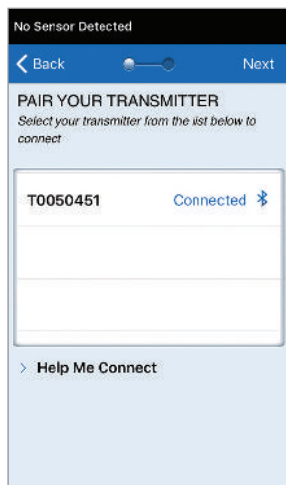 No Sensor Detected
Back Next
PAIR YOUR TRANSMITTER
Select your transmitter from the list below to
connect
T0050451 Connected
Help Me Connect